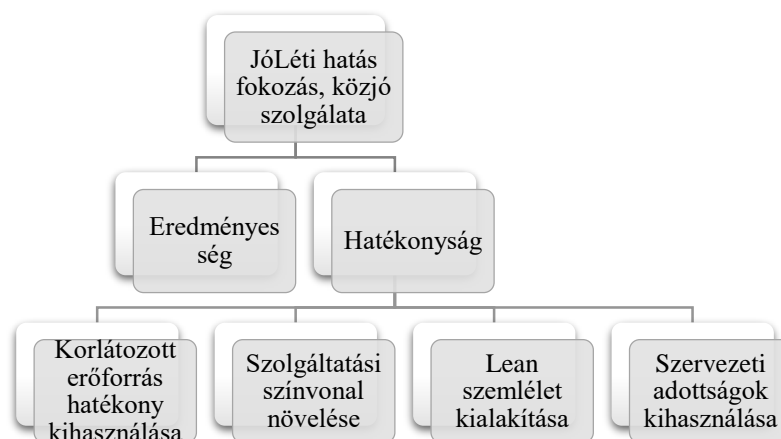 JóLéti hatás
fokozás, közjó
szolgálata
Eredményes
ség
Hatékonyság
Korlátozott
erőforrás
hatékony
kihasználása
Szolgáltatási
színvonal
növelése
Lean
szemlélet
kialakítása
Szervezeti
adottságok
kihasználása